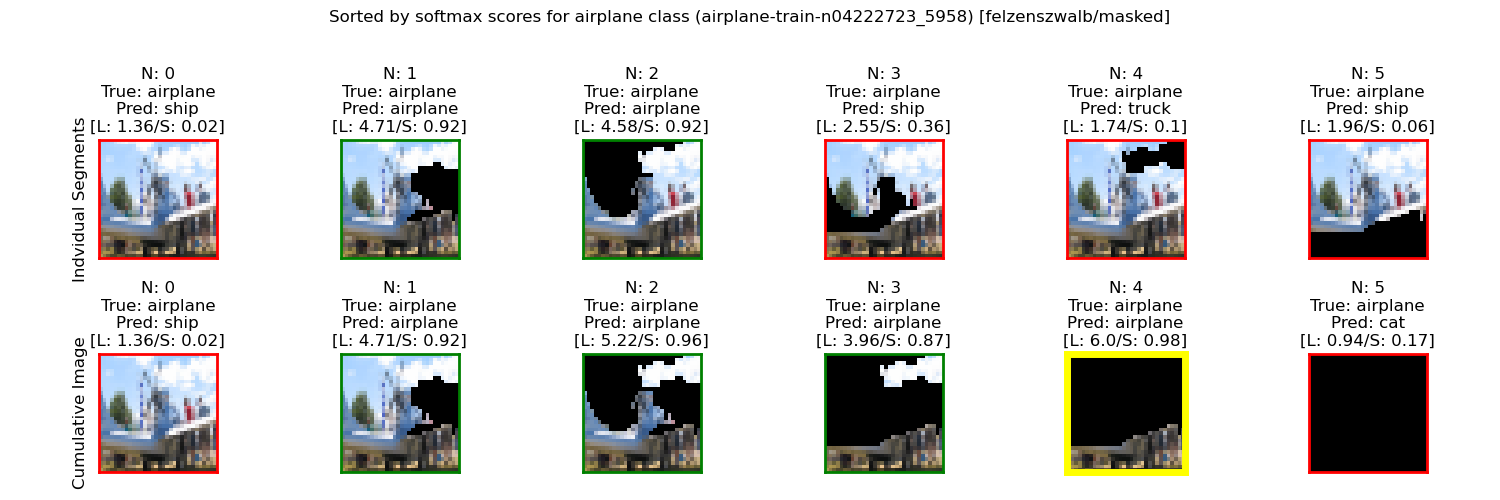 Sorted by softmax scores for airplane class (airplane-train-n04222723_5958) [felzenszwalb/masked]
Indvidual Segments
N: 0
True: airplane
Pred: ship
[L: 1.36/S: 0.02]
N: 1
True: airplane
Pred: airplane
[L: 4.71/S: 0.92]
N: 2
True: airplane
Pred: airplane
[L: 4.58/S: 0.92]
N: 3
True: airplane
Pred: ship
[L: 2.55/S: 0.36]
N: 4
True: airplane
Pred: truck
[L: 1.74/S: 0.1]
N: 5
True: airplane
Pred: ship
[L: 1.96/S: 0.06]
Cumulative Image
N: 0
True: airplane
Pred: ship
[L: 1.36/S: 0.02]
N: 1
True: airplane
Pred: airplane
[L: 4.71/S: 0.92]
N: 2
True: airplane
Pred: airplane
[L: 5.22/S: 0.96]
N: 3
True: airplane
Pred: airplane
[L: 3.96/S: 0.87]
N: 4
True: airplane
Pred: airplane
[L: 6.0/S: 0.98]
N: 5
True: airplane
Pred: cat
[L: 0.94/S: 0.17]